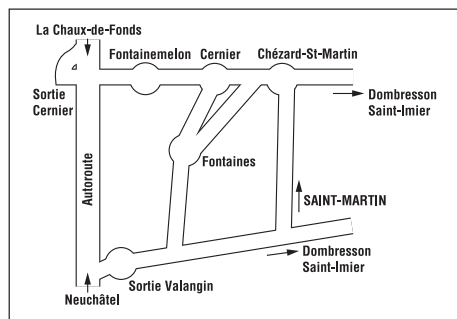 La Chaux-de-Fonds
Fontainemelon
Cernier
Chézard-St-Martin
Sortie
Cernier
Dombresson
Saint-Imier
Fontaines
Autoroute
SAINT-MARTIN
Dombresson
Saint-Imier
Sortie Valangin
Neuchâtel